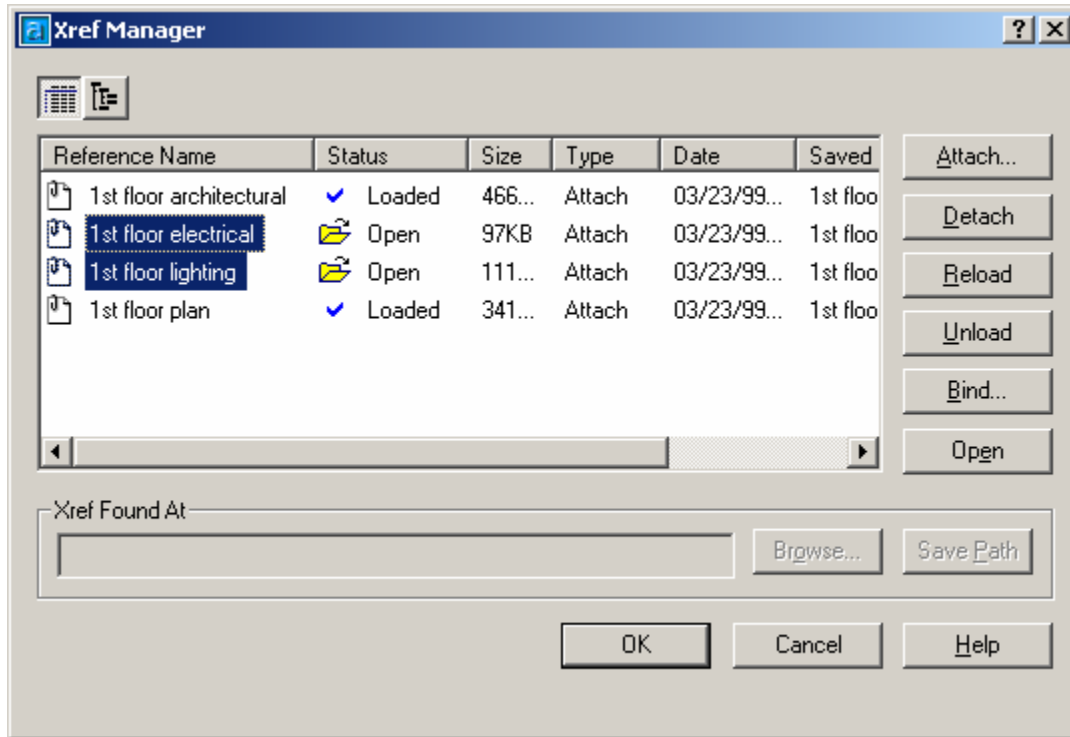 Xref Manager
Reference Name Status Size Type Date Saved
1st floor architectural Loaded 466... Attach 03/23/99... 1st floo
1st floor electrical Open 97KB Attach 03/23/99... 1st floo
1st floor lighting Open 111... Attach 03/23/99... 1st floo
1st floor plan Loaded 341... Attach 03/23/99... 1st floo
Attach...
Detach
Reload
Unload
Bind...
Open
Xref Found At
Browse... Save Path
OK Cancel Help